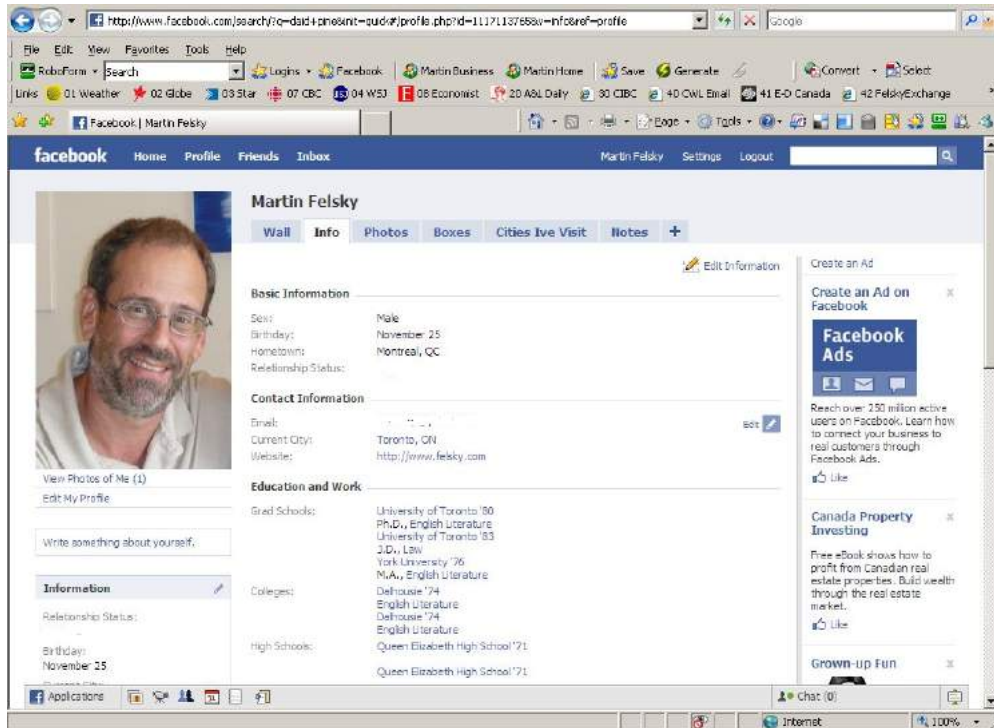 http://www.facebook.com/search/?q=daid+pine&init=quick#/profile.php?id=1117113765&v=info&ref=profile
Google
File Edit View Favorites Tools Help
RoboForm Search Logins Facebook Martin Business Martin Home Save Generate Convert Select
Links 01 Weather 02 Globe 03 Star 07 CBC 04 WSJ 08 Economist 20 A&L Daily 30 CIBC 40 CWL Email 41 E-D Canada 42 FelskyExchange
Facebook | Martin Felsky
Page Tools
facebook Home Profile Friends Inbox Martin Felsky Settings Logout
Martin Felsky
Wall Info Photos Boxes Cities Ive Visit Notes +
Edit Information
Basic Information
Sex: Male
Birthday: November 25
Hometown: Montreal, QC
Relationship Status:
Contact Information
Email: Edit
Current City: Toronto, ON
Website: http://www.felsky.com
Education and Work
Grad Schools: University of Toronto '80
Ph.D., English Literature
University of Toronto '83
J.D., Law
York University '76
M.A., English Literature
Colleges: Dalhousie '74
English Literature
Dalhousie '74
English Literature
High Schools: Queen Elizabeth High School '71
Queen Elizabeth High School '71
View Photos of Me (1)
Edit My Profile
Write something about yourself.
Information
Relationship Status:
Birthday:
November 25
Current City:
Create an Ad
Create an Ad on
Facebook
Facebook
Ads
Reach over 250 million active
users on Facebook. Learn how
to connect your business to
real customers through
Facebook Ads.
Like
Canada Property
Investing
Free eBook shows how to
profit from Canadian real
estate properties. Build wealth
through the real estate
market.
Like
Grown-up Fun
Applications Chat (0)
Internet 100%